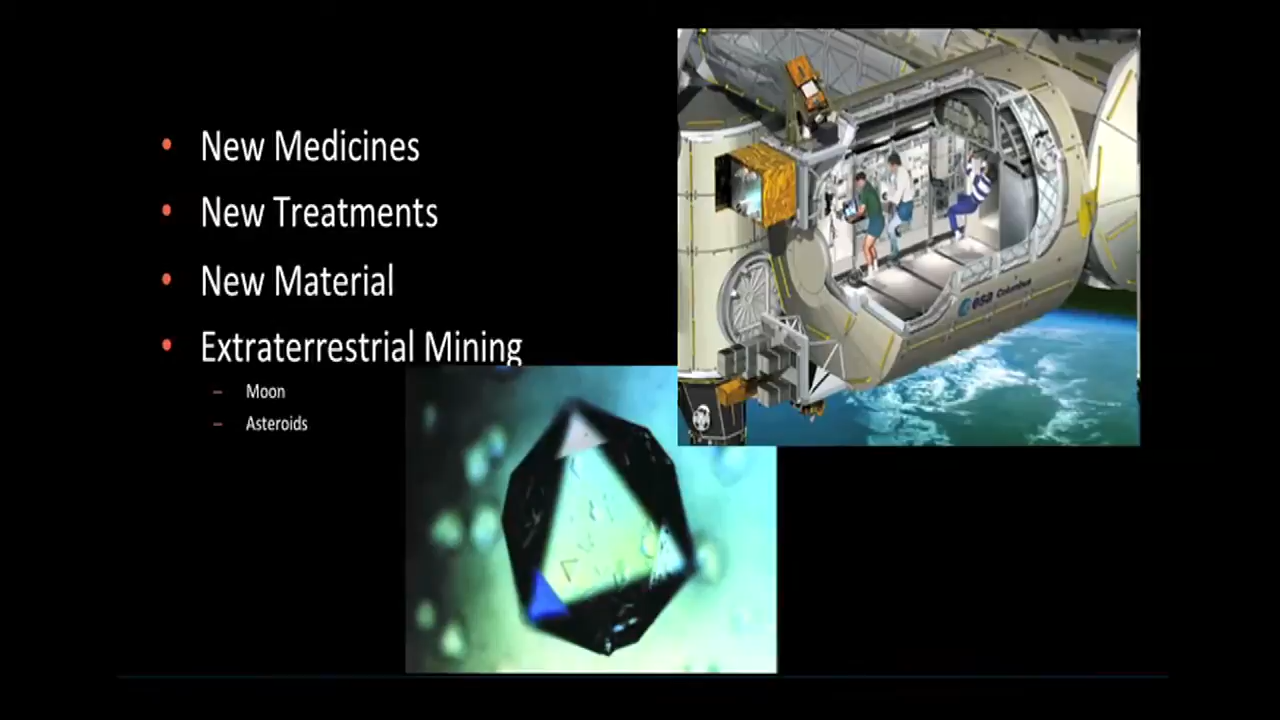 • New Medicines
• New Treatments
• New Material
• Extraterrestrial Mining
– Moon
– Asteroids
esa Columbus